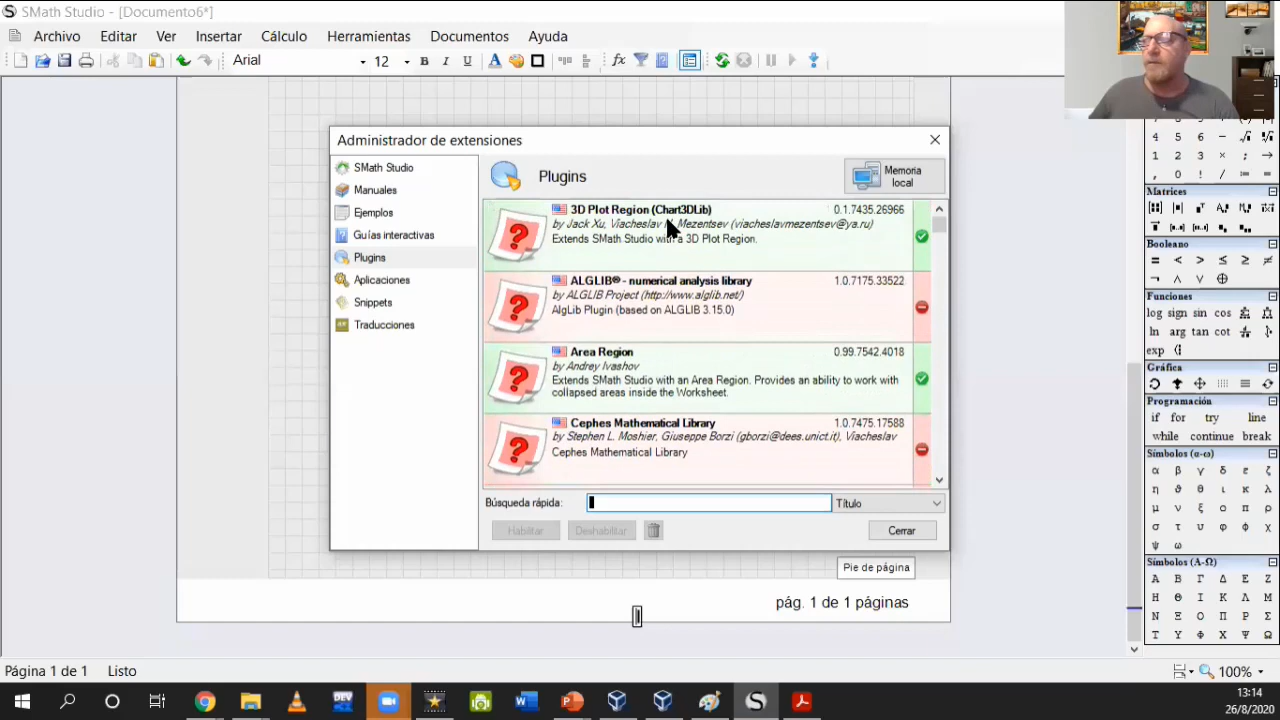 SMath Studio - [Documento6*]
Archivo Editar Ver Insertar Cálculo Herramientas Documentos Ayuda
Arial 12
Administrador de extensiones
SMath Studio
Manuales
Ejemplos
Guías interactivas
Plugins
Aplicaciones
Snippets
Traducciones
Plugins
Memoria
local
3D Plot Region (Chart3DLib) 0.1.7435.26966
by Jack Xu, Viacheslav Mezentsev (viacheslavmezentsev@ya.ru)
Extends SMath Studio with a 3D Plot Region.
ALGLIB® - numerical analysis library 1.0.7175.33522
by ALGLIB Project (http://www.alglib.net/)
AlgLib Plugin (based on ALGLIB 3.15.0)
Area Region 0.99.7542.4018
by Andrey Ivashov
Extends SMath Studio with an Area Region. Provides an ability to work with
collapsed areas inside the Worksheet.
Cephes Mathematical Library 1.0.7475.17588
by Stephen L. Moshier, Giuseppe Borzi (gborzi@dees.unict.it), Viacheslav
Cephes Mathematical Library
Búsqueda rápida: Título
Habilitar Deshabilitar Cerrar
Pie de página
pág. 1 de 1 páginas
4 5 6 −
1 2 3 ×
, 0 ! /
Matrices
Booleano
= < > ≤ ≥ ≠
¬ ∧ ∨ ⊕
Funciones
log sign sin cos
ln arg tan cot
exp
Gráfica
Programación
if for try line
while continue break
Símbolos (α-ω)
α β γ δ ε ζ
η ϑ θ ι κ λ
μ ν ξ ο π ρ
σ τ υ φ ϕ χ
ψ ω
Símbolos (Α-Ω)
Α Β Γ Δ Ε Ζ
Η Θ Ι Κ Λ Μ
Ν Ξ Ο Π Ρ Σ
Τ Υ Φ Χ Ψ Ω
Página 1 de 1 Listo 100%
13:14
26/8/2020